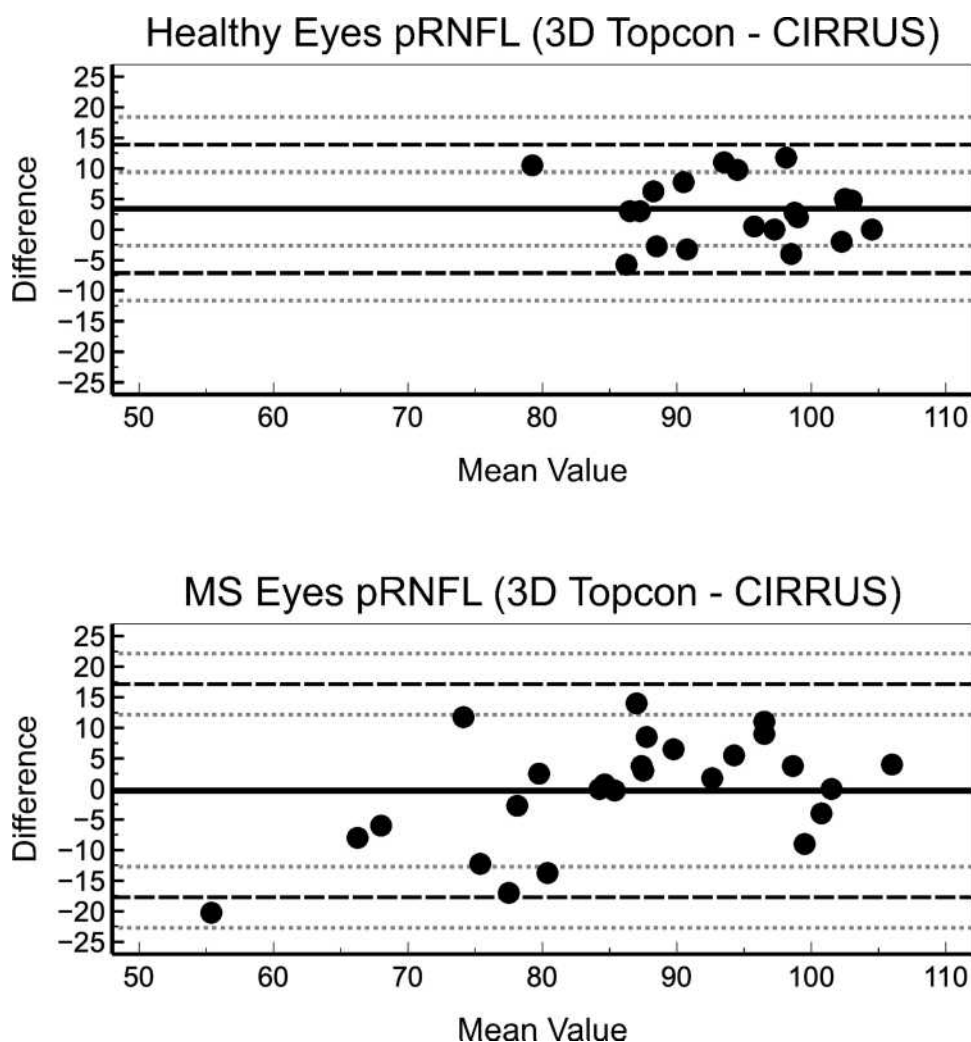 Healthy Eyes pRNFL (3D Topcon - CIRRUS)
25
20
15
10
5
0
−5
−10
−15
−20
−25
Difference
50 60 70 80 90 100 110
Mean Value
MS Eyes pRNFL (3D Topcon - CIRRUS)
25
20
15
10
5
0
−5
−10
−15
−20
−25
Difference
50 60 70 80 90 100 110
Mean Value